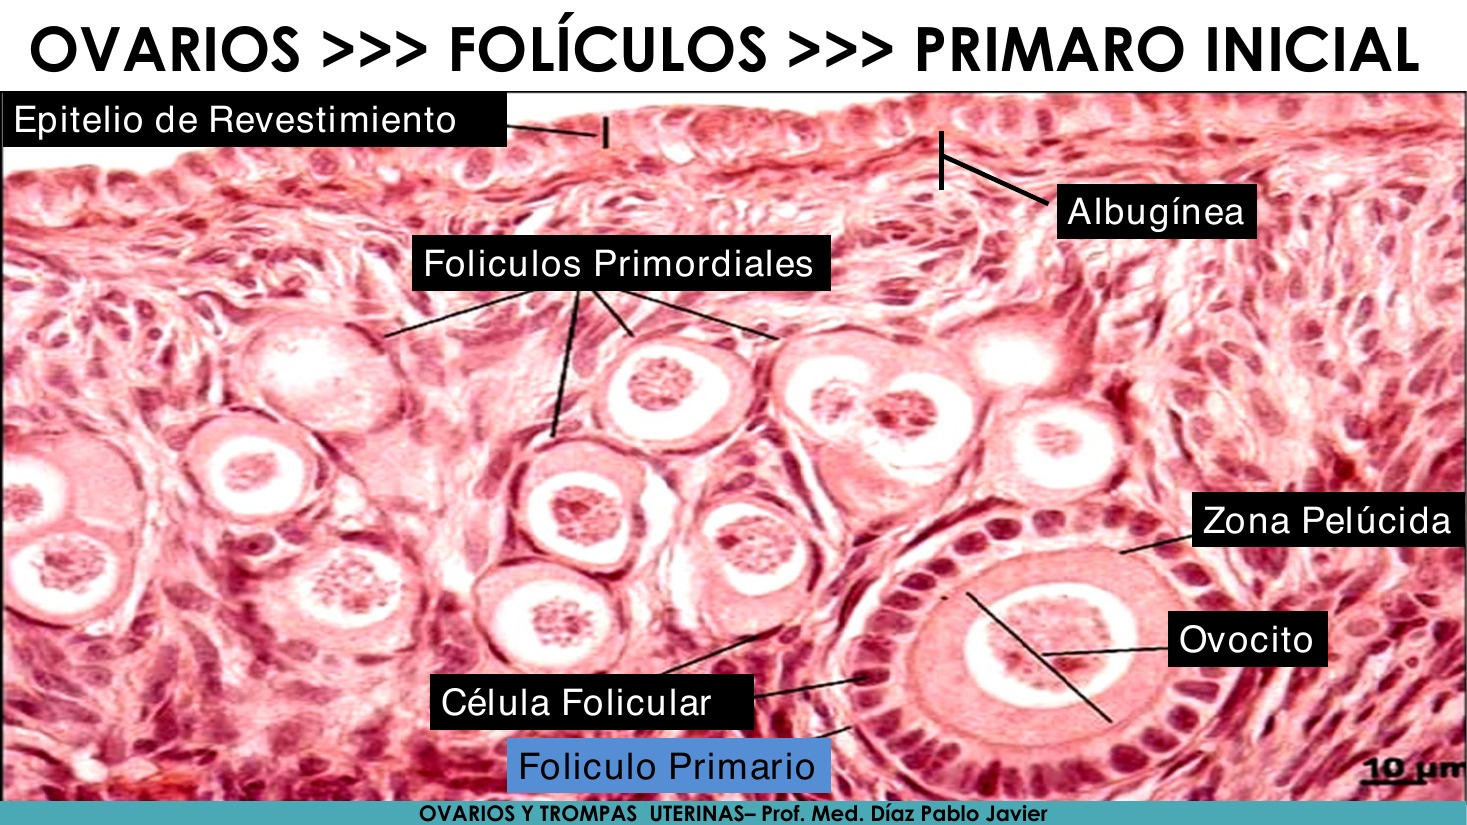 OVARIOS >>> FOLÍCULOS >>> PRIMARO INICIAL
Epitelio de Revestimiento
Albugínea
Foliculos Primordiales
Zona Pelúcida
Ovocito
Célula Folicular
Foliculo Primario
10 µm
OVARIOS Y TROMPAS UTERINAS– Prof. Med. Díaz Pablo Javier